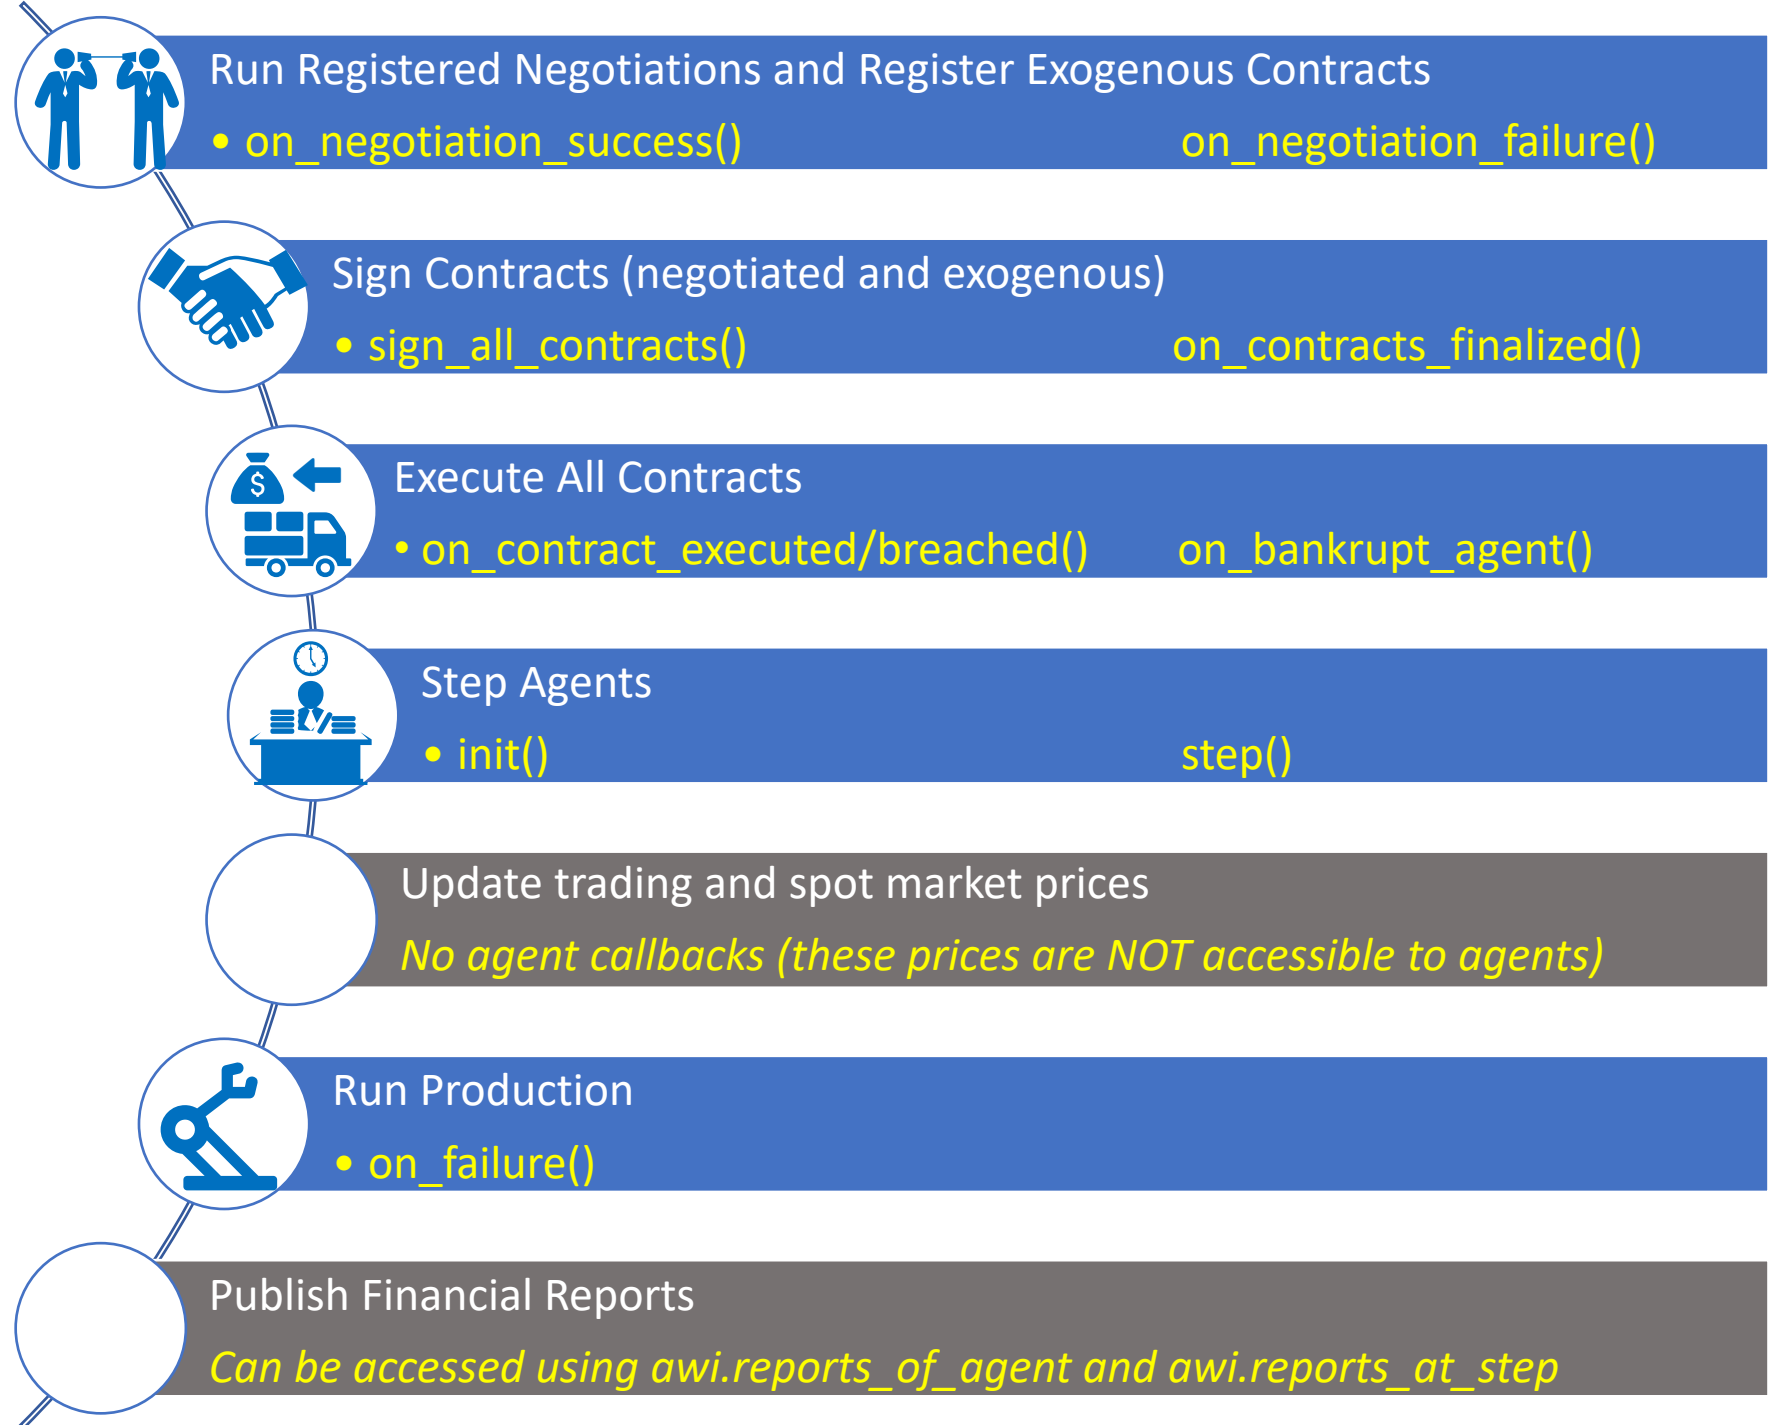 Run Registered Negotiations and Register Exogenous Contracts
• on_negotiation_success() on_negotiation_failure()
Sign Contracts (negotiated and exogenous)
• sign_all_contracts() on_contracts_finalized()
$
Execute All Contracts
• on_contract_executed/breached() on_bankrupt_agent()
Step Agents
• init() step()
Update trading and spot market prices
No agent callbacks (these prices are NOT accessible to agents)
Run Production
• on_failure()
Publish Financial Reports
Can be accessed using awi.reports_of_agent and awi.reports_at_step